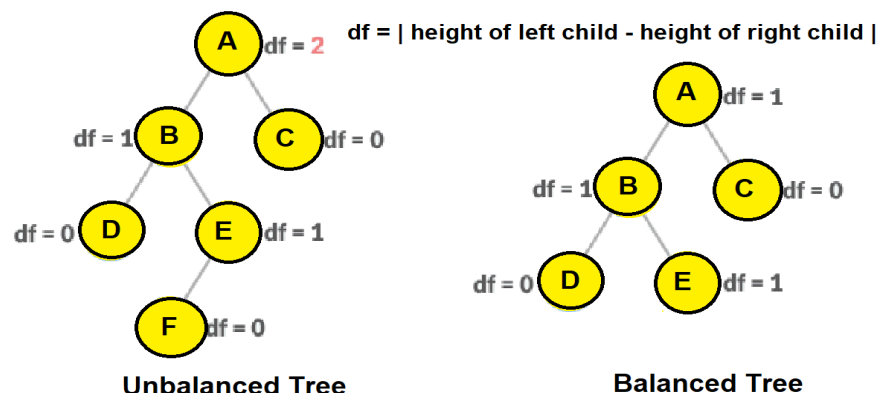 df = | height of left child - height of right child |
A df = 2
df = 1 B
C df = 0
df = 0 D
E df = 1
F df = 0
Unbalanced Tree
A df = 1
df = 1 B
C df = 0
df = 0 D
E df = 1
Balanced Tree